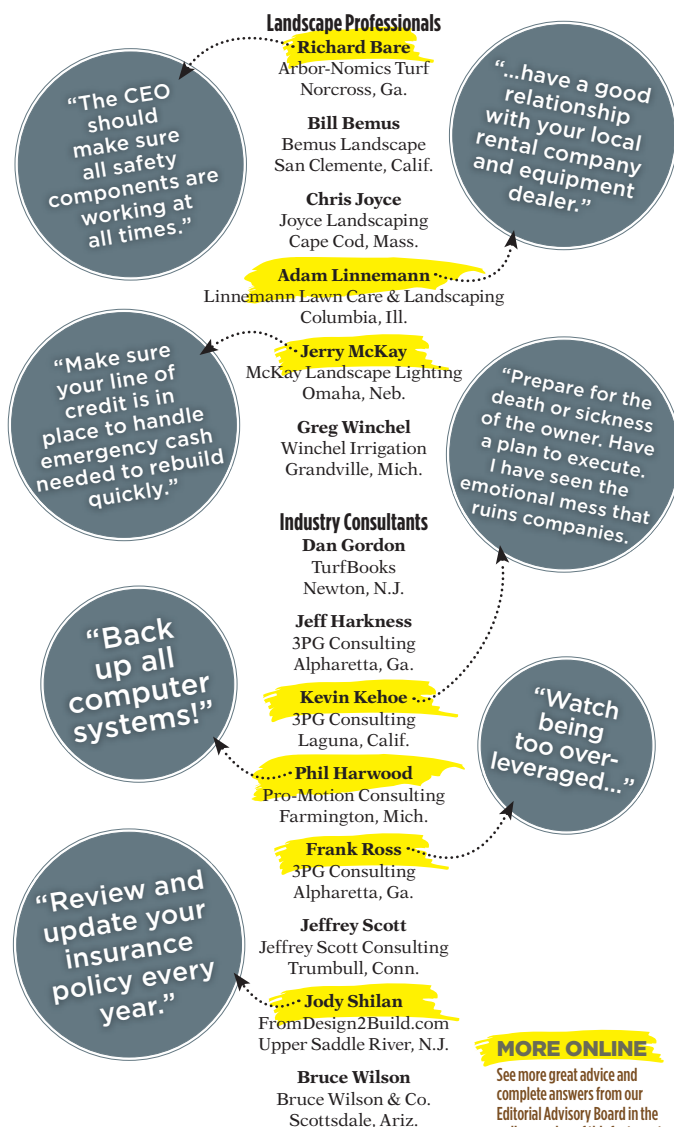 Landscape Professionals
Richard Bare
Arbor-Nomics Turf
Norcross, Ga.
Bill Bemus
Bemus Landscape
San Clemente, Calif.
Chris Joyce
Joyce Landscaping
Cape Cod, Mass.
Adam Linnemann
Linnemann Lawn Care & Landscaping
Columbia, Ill.
Jerry McKay
McKay Landscape Lighting
Omaha, Neb.
Greg Winchel
Winchel Irrigation
Grandville, Mich.
Industry Consultants
Dan Gordon
TurfBooks
Newton, N.J.
Jeff Harkness
3PG Consulting
Alpharetta, Ga.
Kevin Kehoe
3PG Consulting
Laguna, Calif.
Phil Harwood
Pro-Motion Consulting
Farmington, Mich.
Frank Ross
3PG Consulting
Alpharetta, Ga.
Jeffrey Scott
Jeffrey Scott Consulting
Trumbull, Conn.
Jody Shilan
FromDesign2Build.com
Upper Saddle River, N.J.
Bruce Wilson
Bruce Wilson & Co.
Scottsdale, Ariz.
“The CEO
should
make sure
all safety
components are
working at
all times.”
“...have a good
relationship
with your local
rental company
and equipment
dealer.”
“Make sure
your line of
credit is in
place to handle
emergency cash
needed to rebuild
quickly.”
“Prepare for the
death or sickness
of the owner. Have
a plan to execute.
I have seen the
emotional mess that
ruins companies.
“Back
up all
computer
systems!”
“Watch
being
too over-
leveraged...”
“Review and
update your
insurance
policy every
year.”
MORE ONLINE
See more great advice and
complete answers from our
Editorial Advisory Board in the